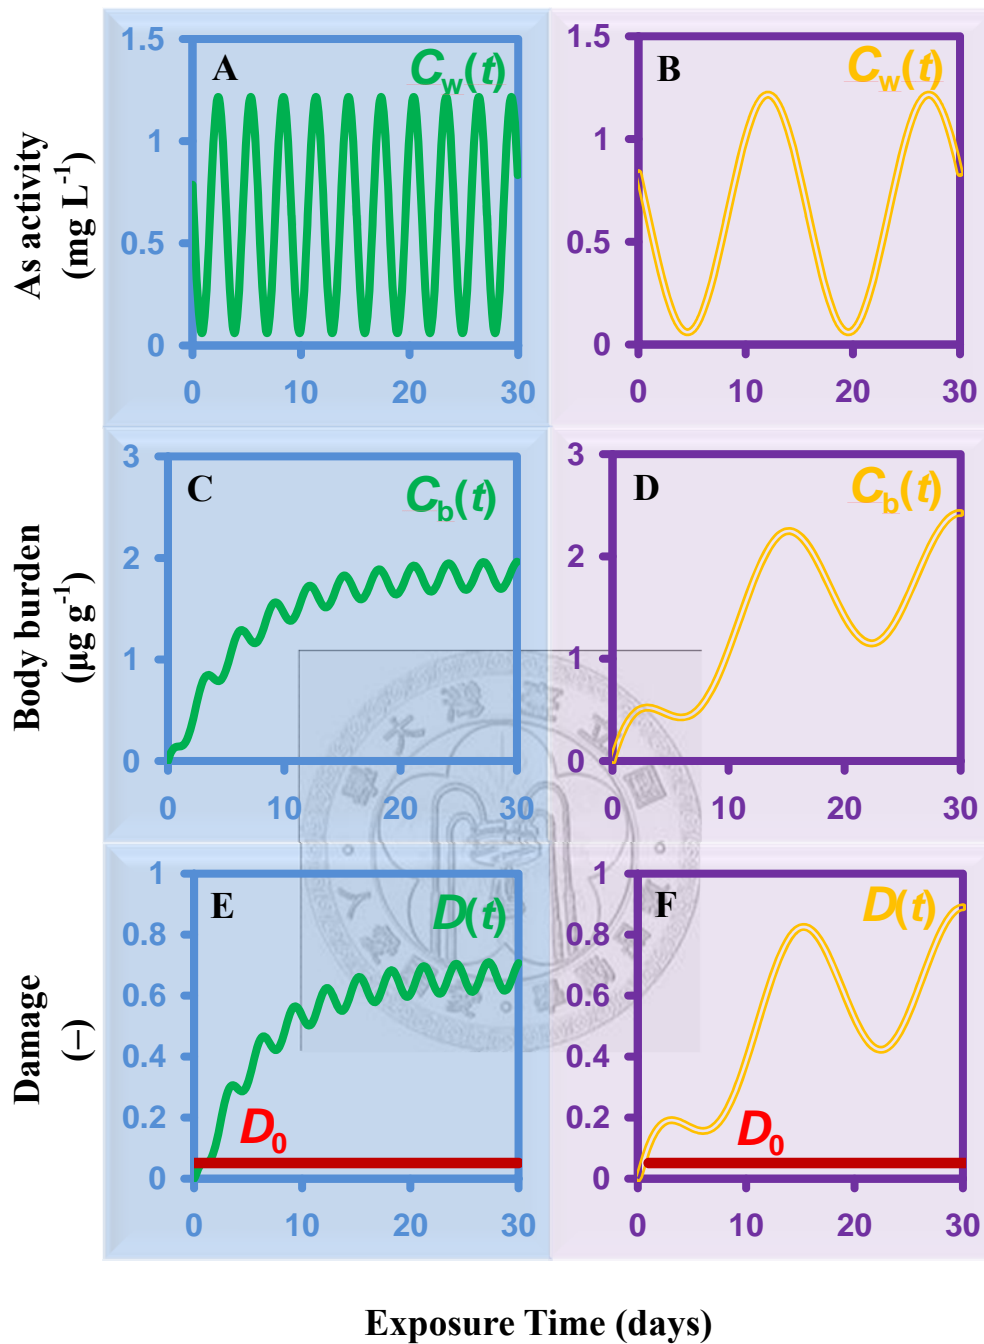 As activity
(mg L⁻¹)
A
C_w(t)
1.5
1
0.5
0
0 10 20 30
B
C_w(t)
1.5
1
0.5
0
0 10 20 30
Body burden
(μg g⁻¹)
C
C_b(t)
3
2
1
0
0 10 20 30
D
C_b(t)
3
2
1
0
0 10 20 30
Damage
(–)
E
D(t)
1
0.8
0.6
0.4
0.2
0
D₀
0 10 20 30
F
D(t)
1
0.8
0.6
0.4
0.2
0
D₀
0 10 20 30
Exposure Time (days)